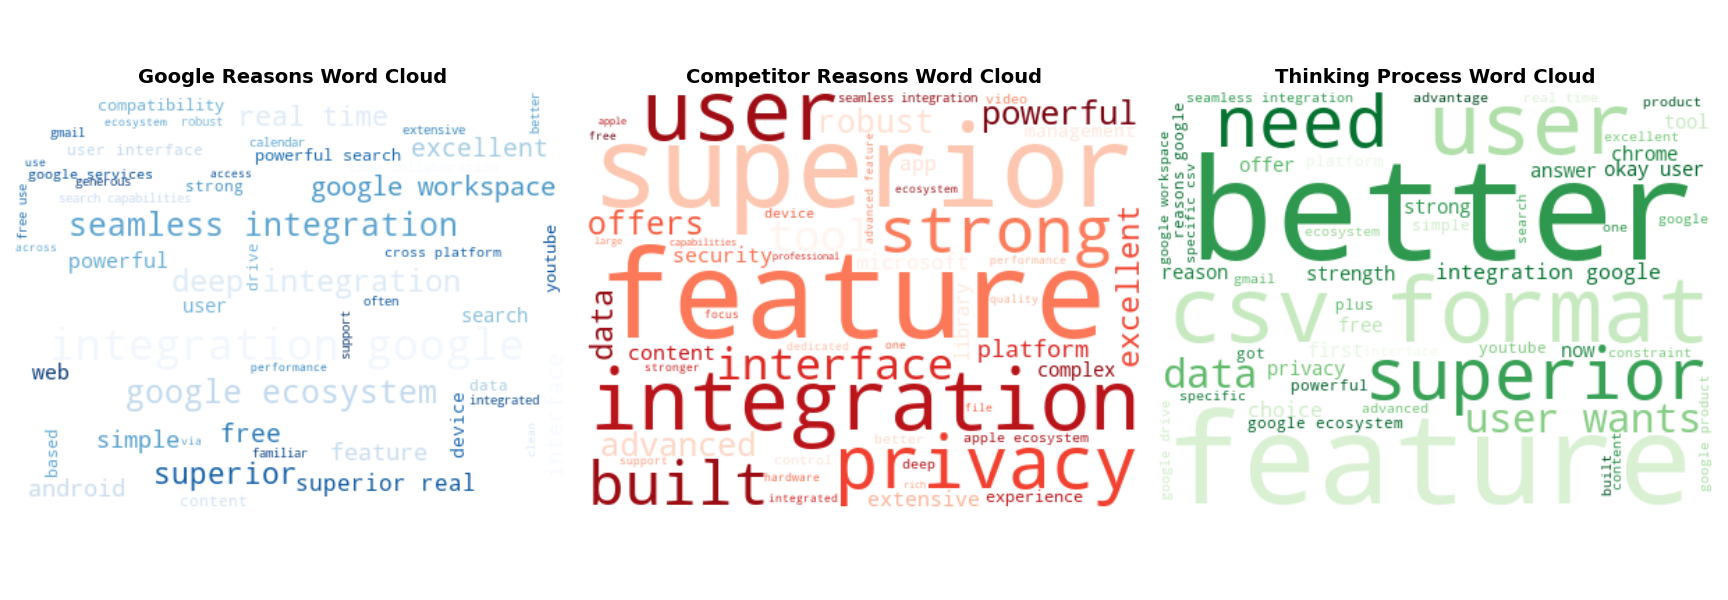 Google Reasons Word Cloud
compatibility
better
ecosystem robust
real time
gmail
calendar
extensive
user interface
powerful search
excellent
use
google services
generous
access
strong
google workspace
search capabilities
free use
seamless integration
across
powerful
drive
cross platform
youtube
deep integration
user
often
search
support
integration google
interface
web
performance
google ecosystem
data
integrated
device
based
simple
via
free
familiar
feature
clean
superior
superior real
android
content
Competitor Reasons Word Cloud
user
seamless integration
video
powerful
apple
free
robust
management
superior
advanced feature
app
ecosystem
offers
device
strong
large
capabilities
tool
security
professional
microsoft
performance
excellent
feature
data
library
quality
focus
dedicated
one
content
stronger
interface
platform
complex
integration
file
advanced
better
apple ecosystem
support
control
privacy
deep
built
hardware
rich
integrated
extensive
experience
Thinking Process Word Cloud
seamless integration
advantage
real time
product
need
user
tool
reasons google
google workspace
specific csv
excellent
chrome
offer
platform
answer
okay user
better
strong
simple
search
one
google
ecosystem
reason
gmail
strength
integration google
csv format
plus
free
first
interface
youtube
now
constraint
got
data
privacy
powerful
superior
specific
choice
advanced
user wants
google ecosystem
google drive
feature
built
content
google product